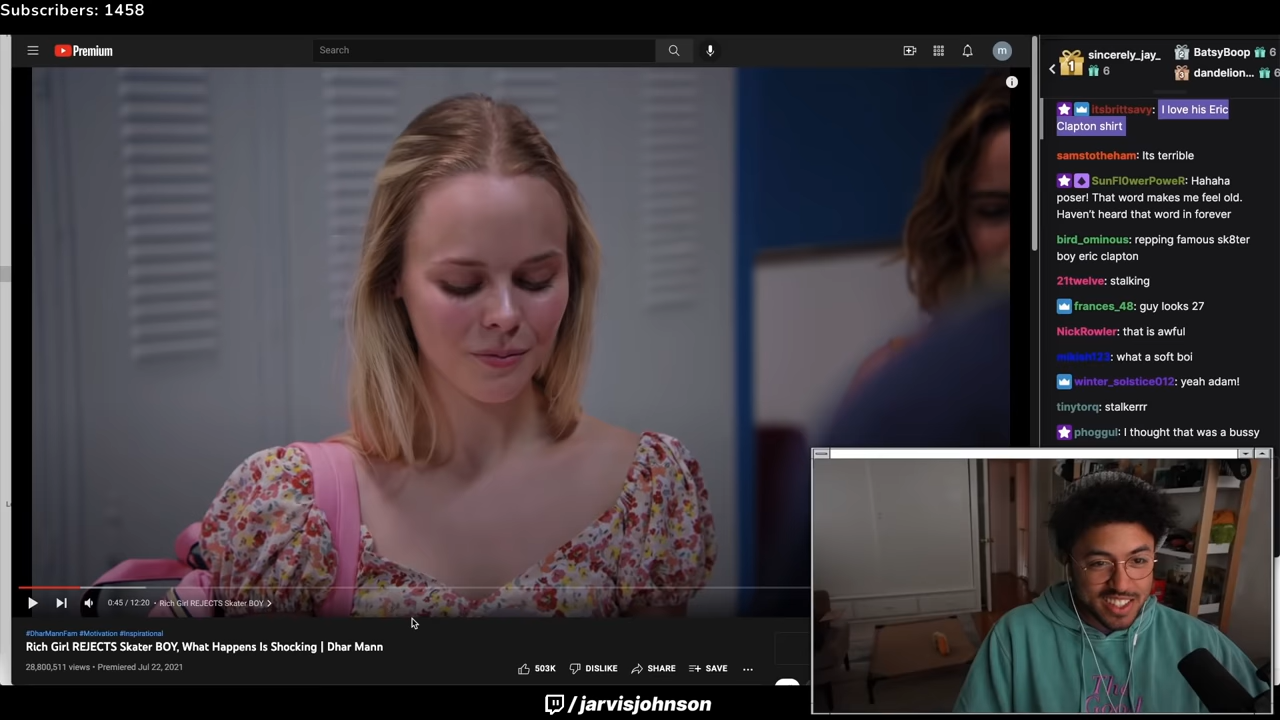 Subscribers: 1458
Premium
Search
m
1
sincerely_jay_
6
BatsyBoop 6
dandelion... 6
itsbrittsavy: I love his Eric
Clapton shirt
samstotheham: Its terrible
SunFl0werPoweR: Hahaha
poser! That word makes me feel old.
Haven't heard that word in forever
bird_ominous: repping famous sk8ter
boy eric clapton
21twelve: stalking
frances_48: guy looks 27
NickRowler: that is awful
mikish123: what a soft boi
winter_solstice012: yeah adam!
tinytorq: stalkerrr
phoggul: I thought that was a bussy
0:45 / 12:20 • Rich Girl REJECTS Skater BOY
#DharMannFam #Motivation #Inspirational
Rich Girl REJECTS Skater BOY, What Happens Is Shocking | Dhar Mann
28,800,511 views • Premiered Jul 22, 2021
503K
DISLIKE
SHARE
SAVE
/jarvisjohnson